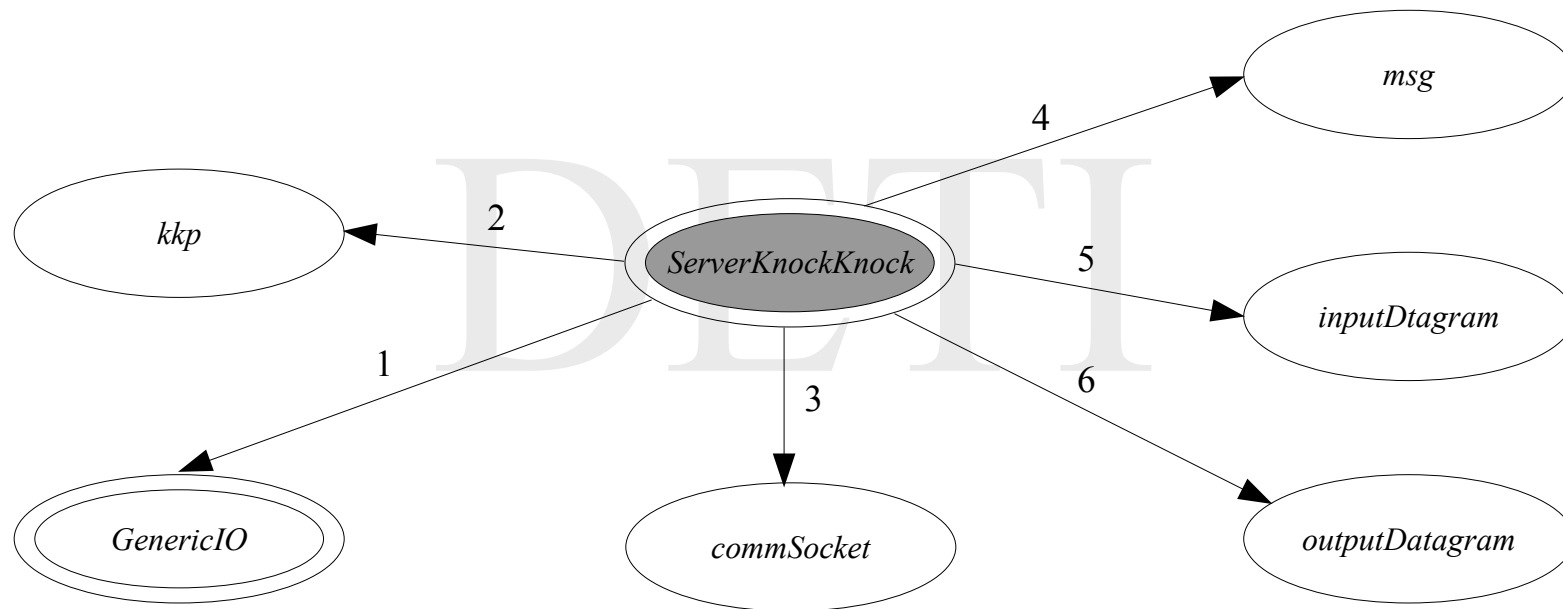 msg
4
DETI
2
kkp
ServerKnockKnock
5
inputDtagram
1
3
6
GenericIO
commSocket
outputDatagram